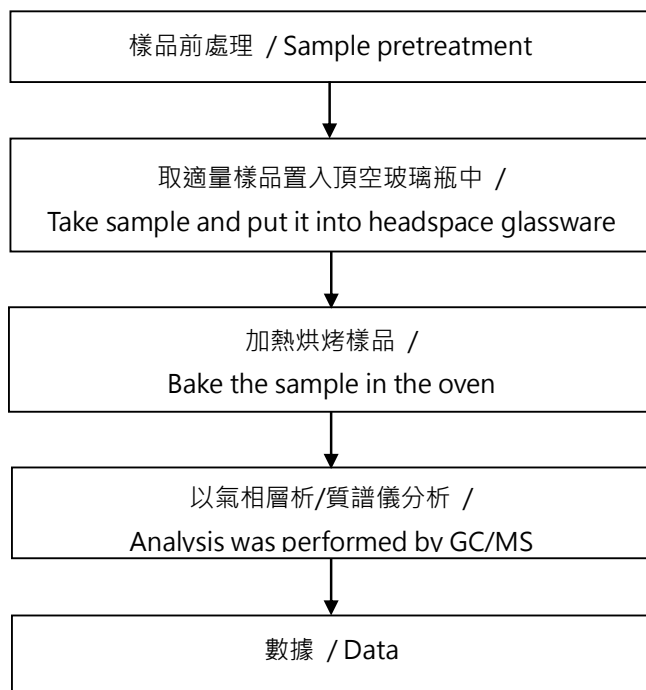 樣品前處理 / Sample pretreatment
取適量樣品置入頂空玻璃瓶中 /
Take sample and put it into headspace glassware
加熱烘烤樣品 /
Bake the sample in the oven
以氣相層析/質譜儀分析 /
Analysis was performed by GC/MS
數據 / Data